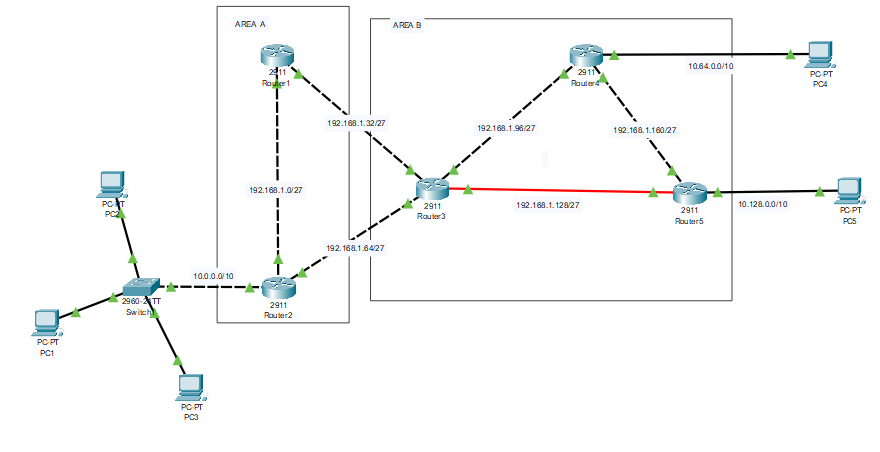 AREA A
AREA B
2911
Router1
2911
Router4
10.64.0.0/10
PC-PT
PC4
192.168.1.32/27
192.168.1.96/27
192.168.1.160/27
192.168.1.0/27
PC-PT
PC2
2911
Router3
192.168.1.128/27
2911
Router5
10.128.0.0/10
PC-PT
PC5
192.168.1.64/27
10.0.0.0/10
2960-24TT
Switch
2911
Router2
PC-PT
PC1
PC-PT
PC3